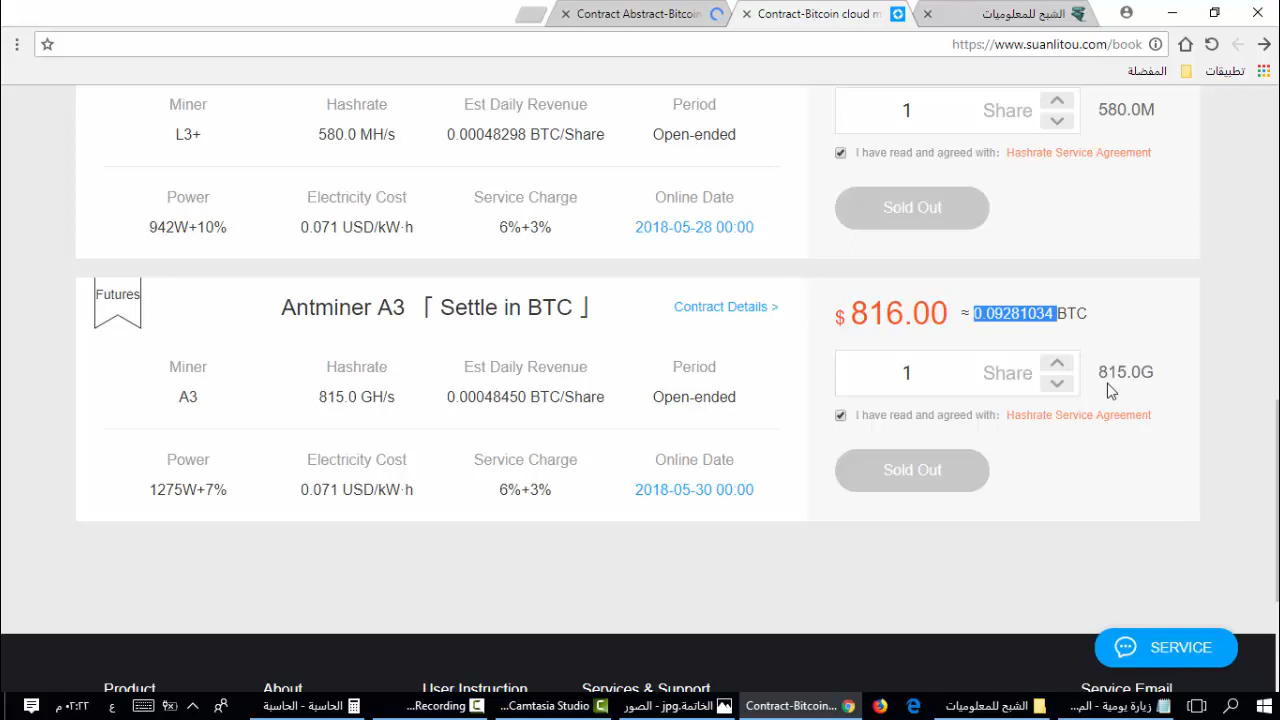 Contract Abstract-Bitcoin
Contract-Bitcoin cloud m
الشيخ للمعلوميات
https://www.suanlitou.com/book
تطبيقات
المفضلة
Miner
Hashrate
Est Daily Revenue
Period
L3+
580.0 MH/s
0.00048298 BTC/Share
Open-ended
1
Share
580.0M
I have read and agreed with: Hashrate Service Agreement
Power
Electricity Cost
Service Charge
Online Date
942W+10%
0.071 USD/kW·h
6%+3%
2018-05-28 00:00
Sold Out
Futures
Antminer A3 「 Settle in BTC 」
Contract Details >
$ 816.00 ≈ 0.09281034 BTC
Miner
Hashrate
Est Daily Revenue
Period
A3
815.0 GH/s
0.00048450 BTC/Share
Open-ended
1
Share
815.0G
I have read and agreed with: Hashrate Service Agreement
Power
Electricity Cost
Service Charge
Online Date
1275W+7%
0.071 USD/kW·h
6%+3%
2018-05-30 00:00
Sold Out
SERVICE
Product
About
User Instruction
Services & Support
Service Email
٠٢:٢٢ م
ع
الحاسبة - الحاسبة
Recording...
Camtasia Studio...
الخاتمة.jpg - الصور
Contract-Bitcoin...
الشيخ للمعلوميات
زيارة يومية - الم...